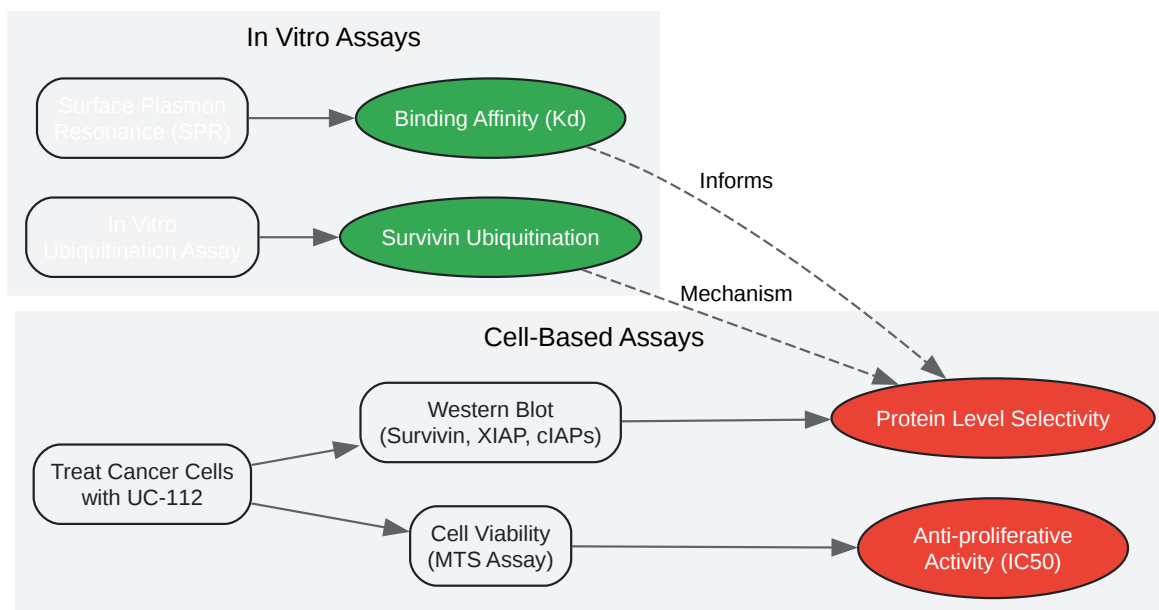 In Vitro Assays
Surface Plasmon
Resonance (SPR)
Binding Affinity (Kd)
Informs
In Vitro
Ubiquitination Assay
Survivin Ubiquitination
Mechanism
Cell-Based Assays
Western Blot
(Survivin, XIAP, cIAPs)
Protein Level Selectivity
Treat Cancer Cells
with UC-112
Cell Viability
(MTS Assay)
Anti-proliferative
Activity (IC50)